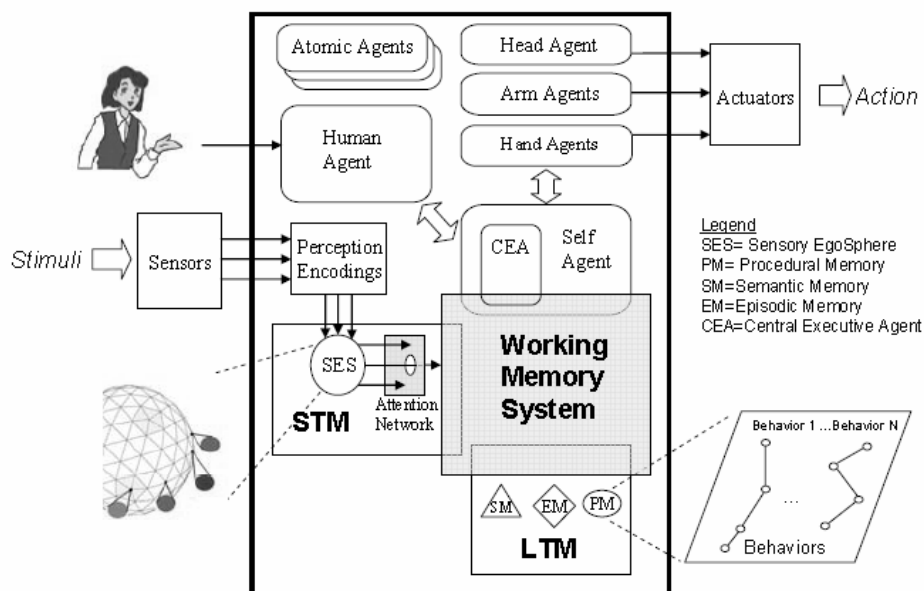 Atomic Agents
Head Agent
Arm Agents
Hand Agents
Actuators
Action
Human
Agent
Stimuli
Sensors
Perception
Encodings
CEA
Self
Agent
Legend
SES= Sensory EgoSphere
PM= Procedural Memory
SM=Semantic Memory
EM=Episodic Memory
CEA=Central Executive Agent
SES
Attention
Network
STM
Working
Memory
System
SM
EM
PM
LTM
Behavior 1 ...Behavior N
...
Behaviors